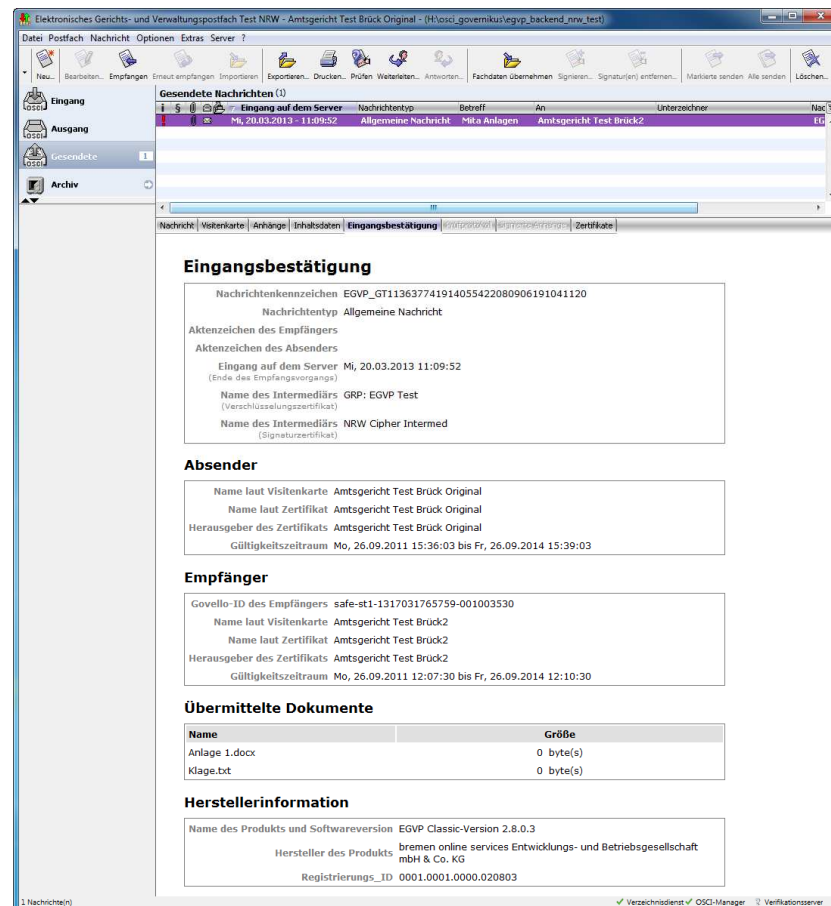 Elektronisches Gerichts- und Verwaltungspostfach Test NRW - Amtsgericht Test Brück Original - (H:\osci_governikus\egvp_backend_nrw_test)
Datei Postfach Nachricht Optionen Extras Server ?
Neu... Bearbeiten... Empfangen Erneut empfangen Importieren Exportieren... Drucken... Prüfen Weiterleiten... Antworten... Fachdaten übernehmen Signieren... Signatur(en) entfernen... Markierte senden Alle senden Löschen...
Eingang
Ausgang
Gesendete 1
Archiv
Gesendete Nachrichten (1)
Eingang auf dem Server Nachrichtentyp Betreff An Unterzeichner Nac
Mi, 20.03.2013 - 11:09:52 Allgemeine Nachricht Mita Anlagen Amtsgericht Test Brück2 EG
Nachricht Visitenkarte Anhänge Inhaltsdaten Eingangsbestätigung Zertifikate
Eingangsbestätigung
Nachrichtenkennzeichen EGVP_GT11363774191405542208090619104112​0
Nachrichtentyp Allgemeine Nachricht
Aktenzeichen des Empfängers
Aktenzeichen des Absenders
Eingang auf dem Server Mi, 20.03.2013 11:09:52
(Ende des Empfangsvorgangs)
Name des Intermediärs GRP: EGVP Test
(Verschlüsselungszertifikat)
Name des Intermediärs NRW Cipher Intermed
(Signaturzertifikat)
Absender
Name laut Visitenkarte Amtsgericht Test Brück Original
Name laut Zertifikat Amtsgericht Test Brück Original
Herausgeber des Zertifikats Amtsgericht Test Brück Original
Gültigkeitszeitraum Mo, 26.09.2011 15:36:03 bis Fr, 26.09.2014 15:39:03
Empfänger
Govello-ID des Empfängers safe-st1-1317031765759-001003530
Name laut Visitenkarte Amtsgericht Test Brück2
Name laut Zertifikat Amtsgericht Test Brück2
Herausgeber des Zertifikats Amtsgericht Test Brück2
Gültigkeitszeitraum Mo, 26.09.2011 12:07:30 bis Fr, 26.09.2014 12:10:30
Übermittelte Dokumente
Name Größe
Anlage 1.docx 0 byte(s)
Klage.txt 0 byte(s)
Herstellerinformation
Name des Produkts und Softwareversion EGVP Classic-Version 2.8.0.3
Hersteller des Produkts bremen online services Entwicklungs- und Betriebsgesellschaft
mbH & Co. KG
Registrierungs_ID 0001.0001.0000.020803
1 Nachrichte(n) Verzeichnisdienst OSCI-Manager Verifikationsserver